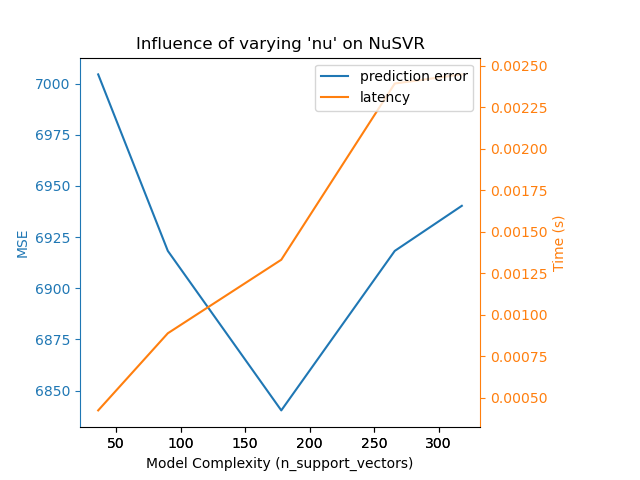 Influence of varying 'nu' on NuSVR
prediction error
latency
7000
6975
6950
6925
6900
6875
6850
MSE
0.00250
0.00225
0.00200
0.00175
0.00150
0.00125
0.00100
0.00075
0.00050
Time (s)
50 100 150 200 250 300
Model Complexity (n_support_vectors)